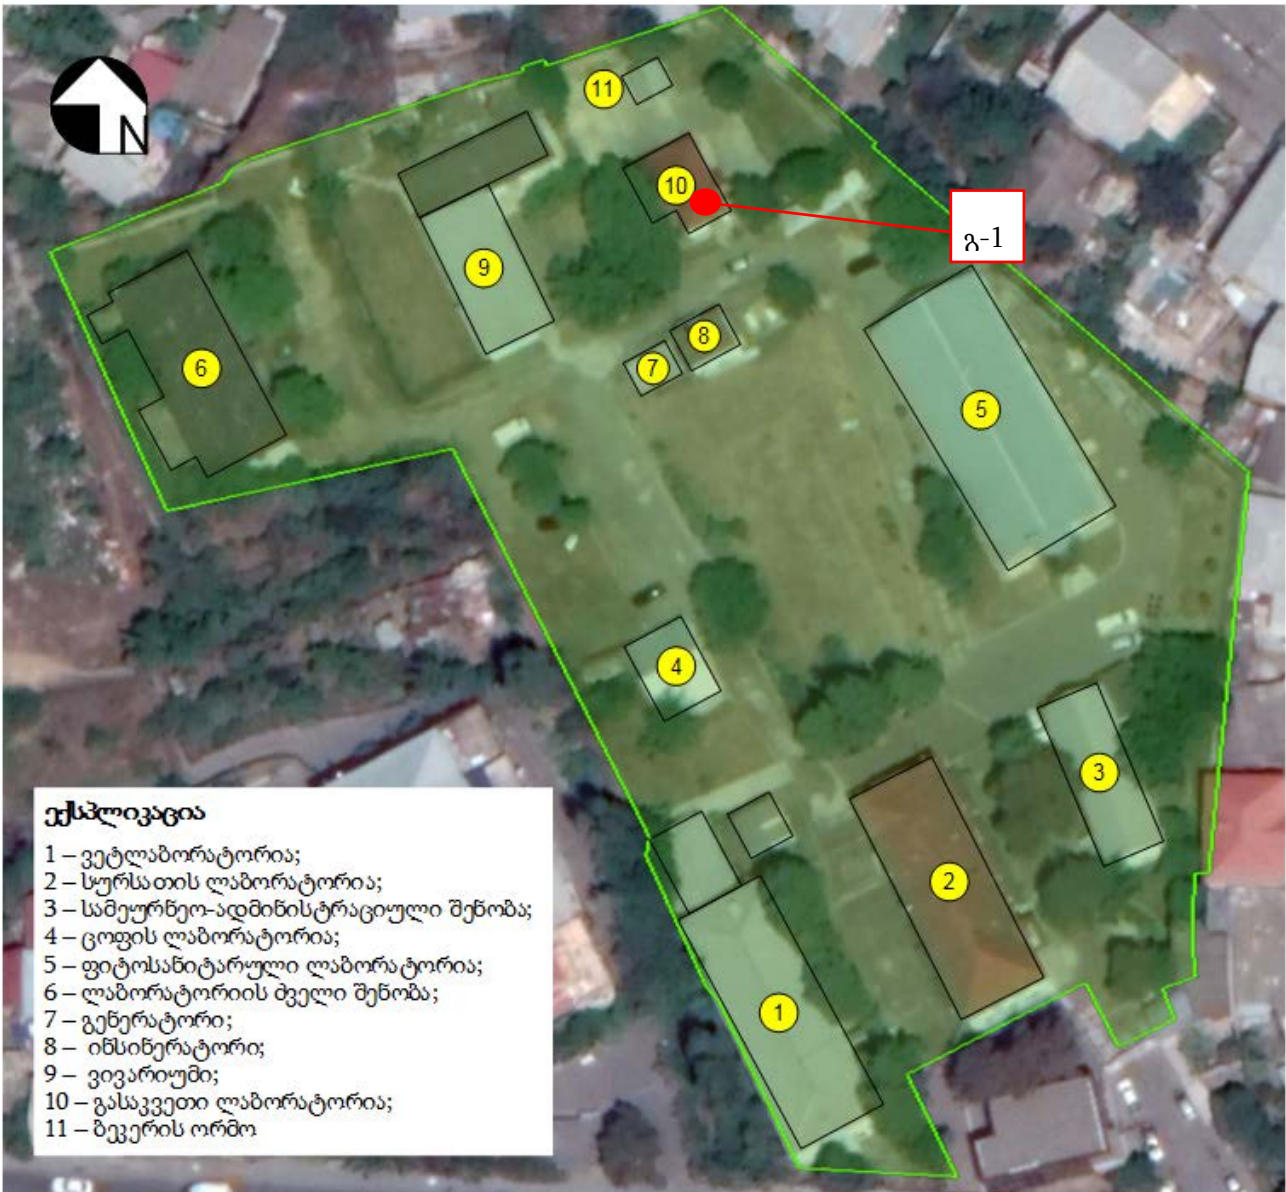 N
11
10
გ-1
9
8
7
6
5
4
3
2
1
ექსპლიკაცია
1 – ვეტლაბორატორია;
2 – სურსათის ლაბორატორია;
3 – სამეურნეო-ადმინისტრაციული შენობა;
4 – ცოფის ლაბორატორია;
5 – ფიტოსანიტარული ლაბორატორია;
6 – ლაბორატორიის ძველი შენობა;
7 – გენერატორი;
8 – ინსინერატორი;
9 – ვივარიუმი;
10 – გასაკვეთი ლაბორატორია;
11 – ბეკერის ორმო